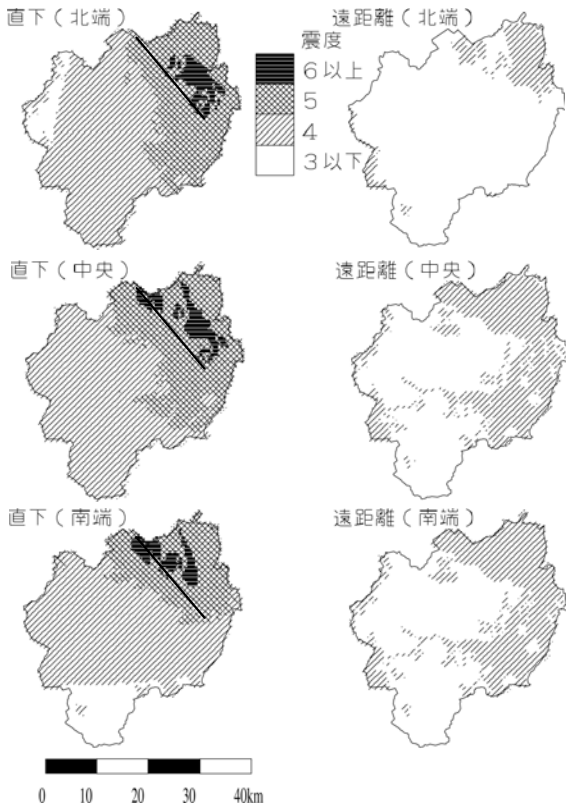 直下（北端）
遠距離（北端）
震度
6以上
5
4
3以下
直下（中央）
遠距離（中央）
直下（南端）
遠距離（南端）
0 10 20 30 40km